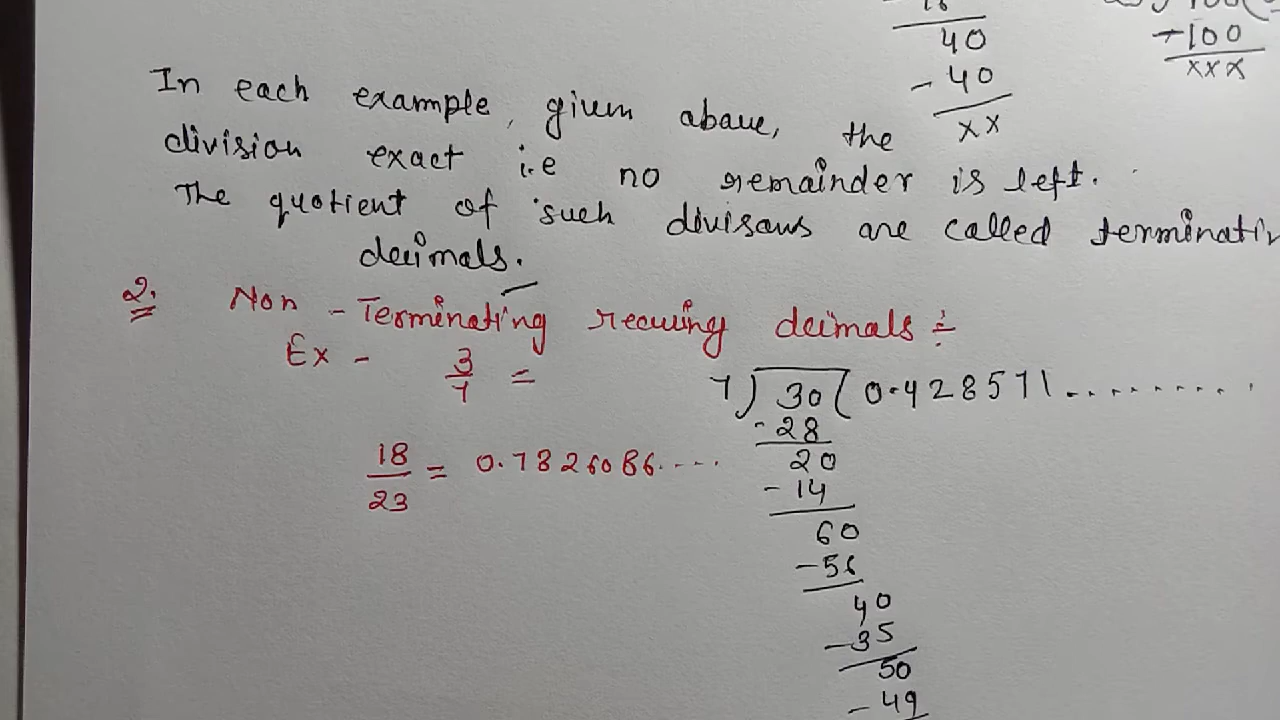 40
- 40
xx
100
xxx
In each example, given above, the
division exact i.e no remainder is left.
The quotient of such divisons are called terminatin
decimals.
2. Non - Terminating recurring decimals ÷
Ex - 3/7 =
7) 30 ( 0.428571.........
- 28
20
- 14
60
- 56
40
- 35
50
- 49
18/23 = 0.7826086....